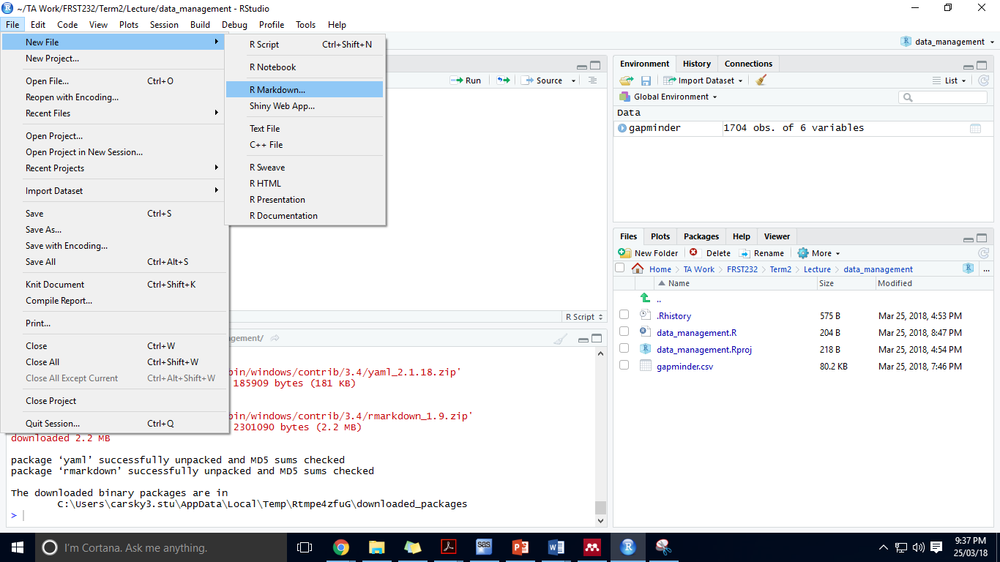 ~/TA Work/FRST232/Term2/Lecture/data_management - RStudio
File Edit Code View Plots Session Build Debug Profile Tools Help
data_management
New File
New Project...
Open File... Ctrl+O
Reopen with Encoding...
Recent Files
Open Project...
Open Project in New Session...
Recent Projects
Import Dataset
Save Ctrl+S
Save As...
Save with Encoding...
Save All Ctrl+Alt+S
Knit Document Ctrl+Shift+K
Compile Report...
Print...
Close Ctrl+W
Close All Ctrl+Shift+W
Close All Except Current Ctrl+Alt+Shift+W
Close Project
Quit Session... Ctrl+Q
R Script Ctrl+Shift+N
R Notebook
R Markdown...
Shiny Web App...
Text File
C++ File
R Sweave
R HTML
R Presentation
R Documentation
Run Source
R Script
gement/
bin/windows/contrib/3.4/yaml_2.1.18.zip'
185909 bytes (181 KB)
bin/windows/contrib/3.4/rmarkdown_1.9.zip'
2301090 bytes (2.2 MB)
downloaded 2.2 MB
package ‘yaml’ successfully unpacked and MD5 sums checked
package ‘rmarkdown’ successfully unpacked and MD5 sums checked
The downloaded binary packages are in
C:\Users\carsky3.stu\AppData\Local\Temp\Rtmpe4zfuG\downloaded_packages
>
Environment History Connections
Import Dataset List
Global Environment
Data
gapminder 1704 obs. of 6 variables
Files Plots Packages Help Viewer
New Folder Delete Rename More
Home TA Work FRST232 Term2 Lecture data_management ...
Name Size Modified
..
.Rhistory 575 B Mar 25, 2018, 4:53 PM
data_management.R 204 B Mar 25, 2018, 8:47 PM
data_management.Rproj 218 B Mar 25, 2018, 4:54 PM
gapminder.csv 80.2 KB Mar 25, 2018, 7:46 PM
I'm Cortana. Ask me anything.
9:37 PM
25/03/18